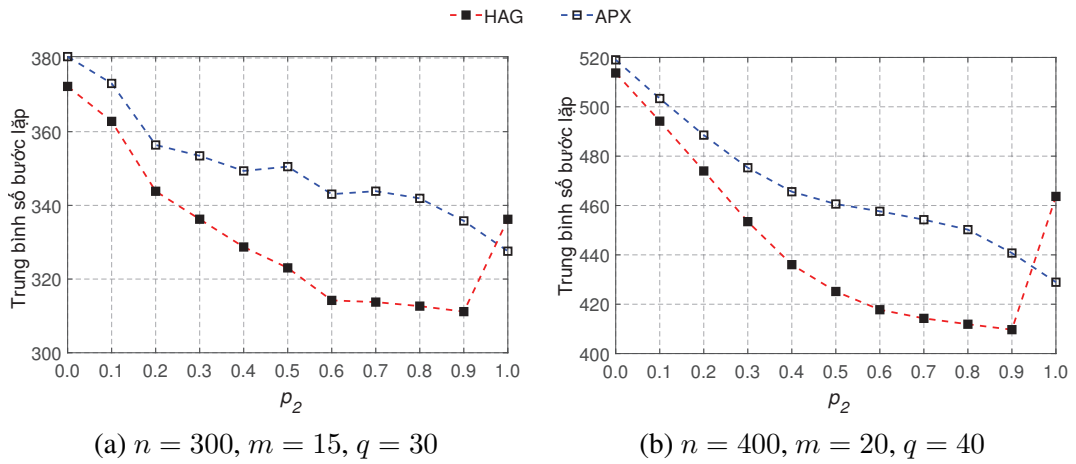 HAG APX
Trung bình số bước lặp
380
360
340
320
300
0.0 0.1 0.2 0.3 0.4 0.5 0.6 0.7 0.8 0.9 1.0
p2
(a) n = 300, m = 15, q = 30
Trung bình số bước lặp
520
500
480
460
440
420
400
0.0 0.1 0.2 0.3 0.4 0.5 0.6 0.7 0.8 0.9 1.0
p2
(b) n = 400, m = 20, q = 40